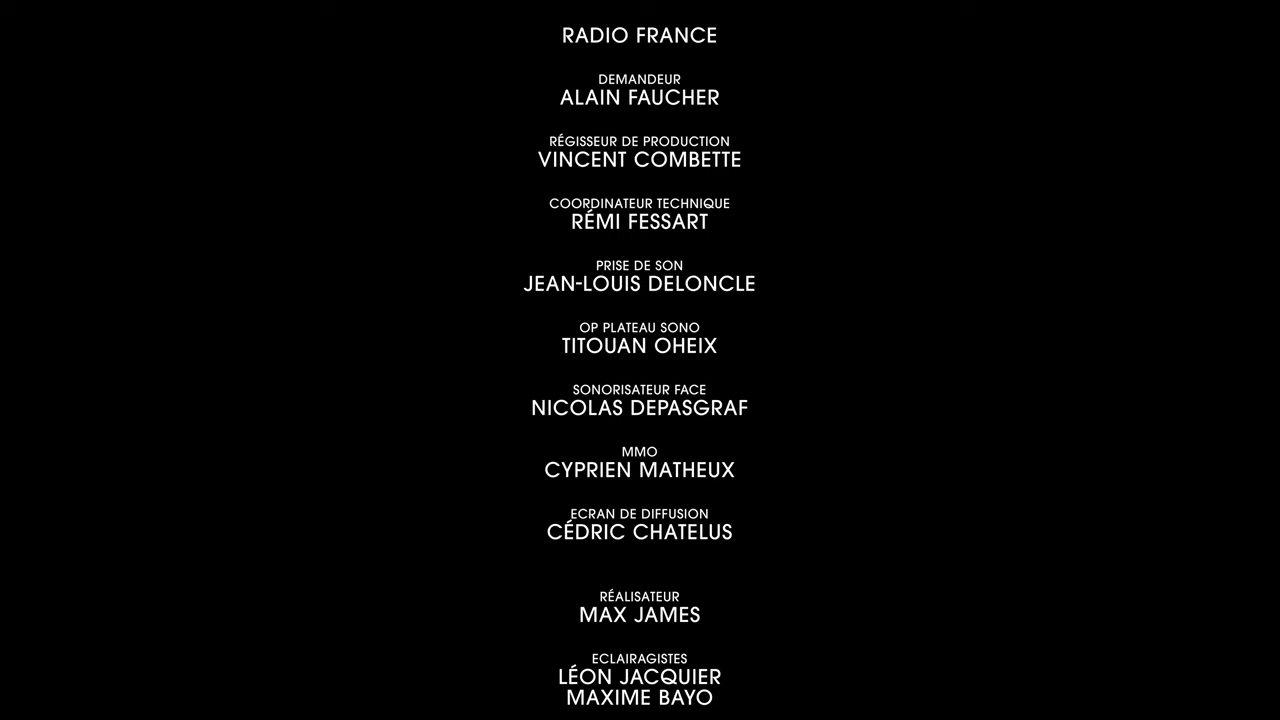 RADIO FRANCE
DEMANDEUR
ALAIN FAUCHER
RÉGISSEUR DE PRODUCTION
VINCENT COMBETTE
COORDINATEUR TECHNIQUE
RÉMI FESSART
PRISE DE SON
JEAN-LOUIS DELONCLE
OP PLATEAU SONO
TITOUAN OHEIX
SONORISATEUR FACE
NICOLAS DEPASGRAF
MMO
CYPRIEN MATHEUX
ECRAN DE DIFFUSION
CÉDRIC CHATELUS
RÉALISATEUR
MAX JAMES
ECLAIRAGISTES
LÉON JACQUIER
MAXIME BAYO